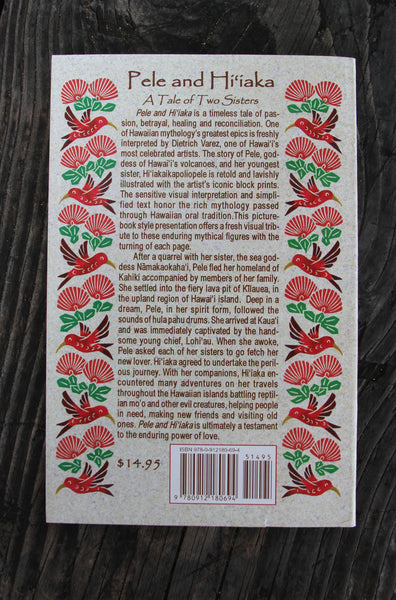 Pele and Hi‘iaka
A Tale of Two Sisters
Pele and Hi‘iaka is a timeless tale of pas-
sion, betrayal, healing and reconciliation. One
of Hawaiian mythology's greatest epics is freshly
interpreted by Dietrich Varez, one of Hawai‘i's
most celebrated artists. The story of Pele, god-
dess of Hawai‘i's volcanoes, and her youngest
sister, Hi‘iakaikapoliopele is retold and lavishly
illustrated with the artist's iconic block prints.
The sensitive visual interpretation and simpli-
fied text honor the rich mythology passed
through Hawaiian oral tradition.This picture-
book style presentation offers a fresh visual trib-
ute to these enduring mythical figures with the
turning of each page.
After a quarrel with her sister, the sea god-
dess Nāmakaokaha‘i, Pele fled her homeland of
Kahiki accompanied by members of her family.
She settled into the fiery lava pit of Kīlauea, in
the upland region of Hawai‘i island. Deep in a
dream, Pele, in her spirit form, followed the
sounds of hula pahu drums. She arrived at Kaua‘i
and was immediately captivated by the hand-
some young chief, Lohi‘au. When she awoke,
Pele asked each of her sisters to go fetch her
new lover. Hi‘iaka agreed to undertake the peril-
ous journey. With her companions, Hi‘iaka en-
countered many adventures on her travels
throughout the Hawaiian islands battling reptil-
ian mo‘o and other evil creatures, helping people
in need, making new friends and visiting old
ones. Pele and Hi‘iaka is ultimately a testament
to the enduring power of love.
$14.95
ISBN 978-0-912180-69-4
51495
9 780912 180694